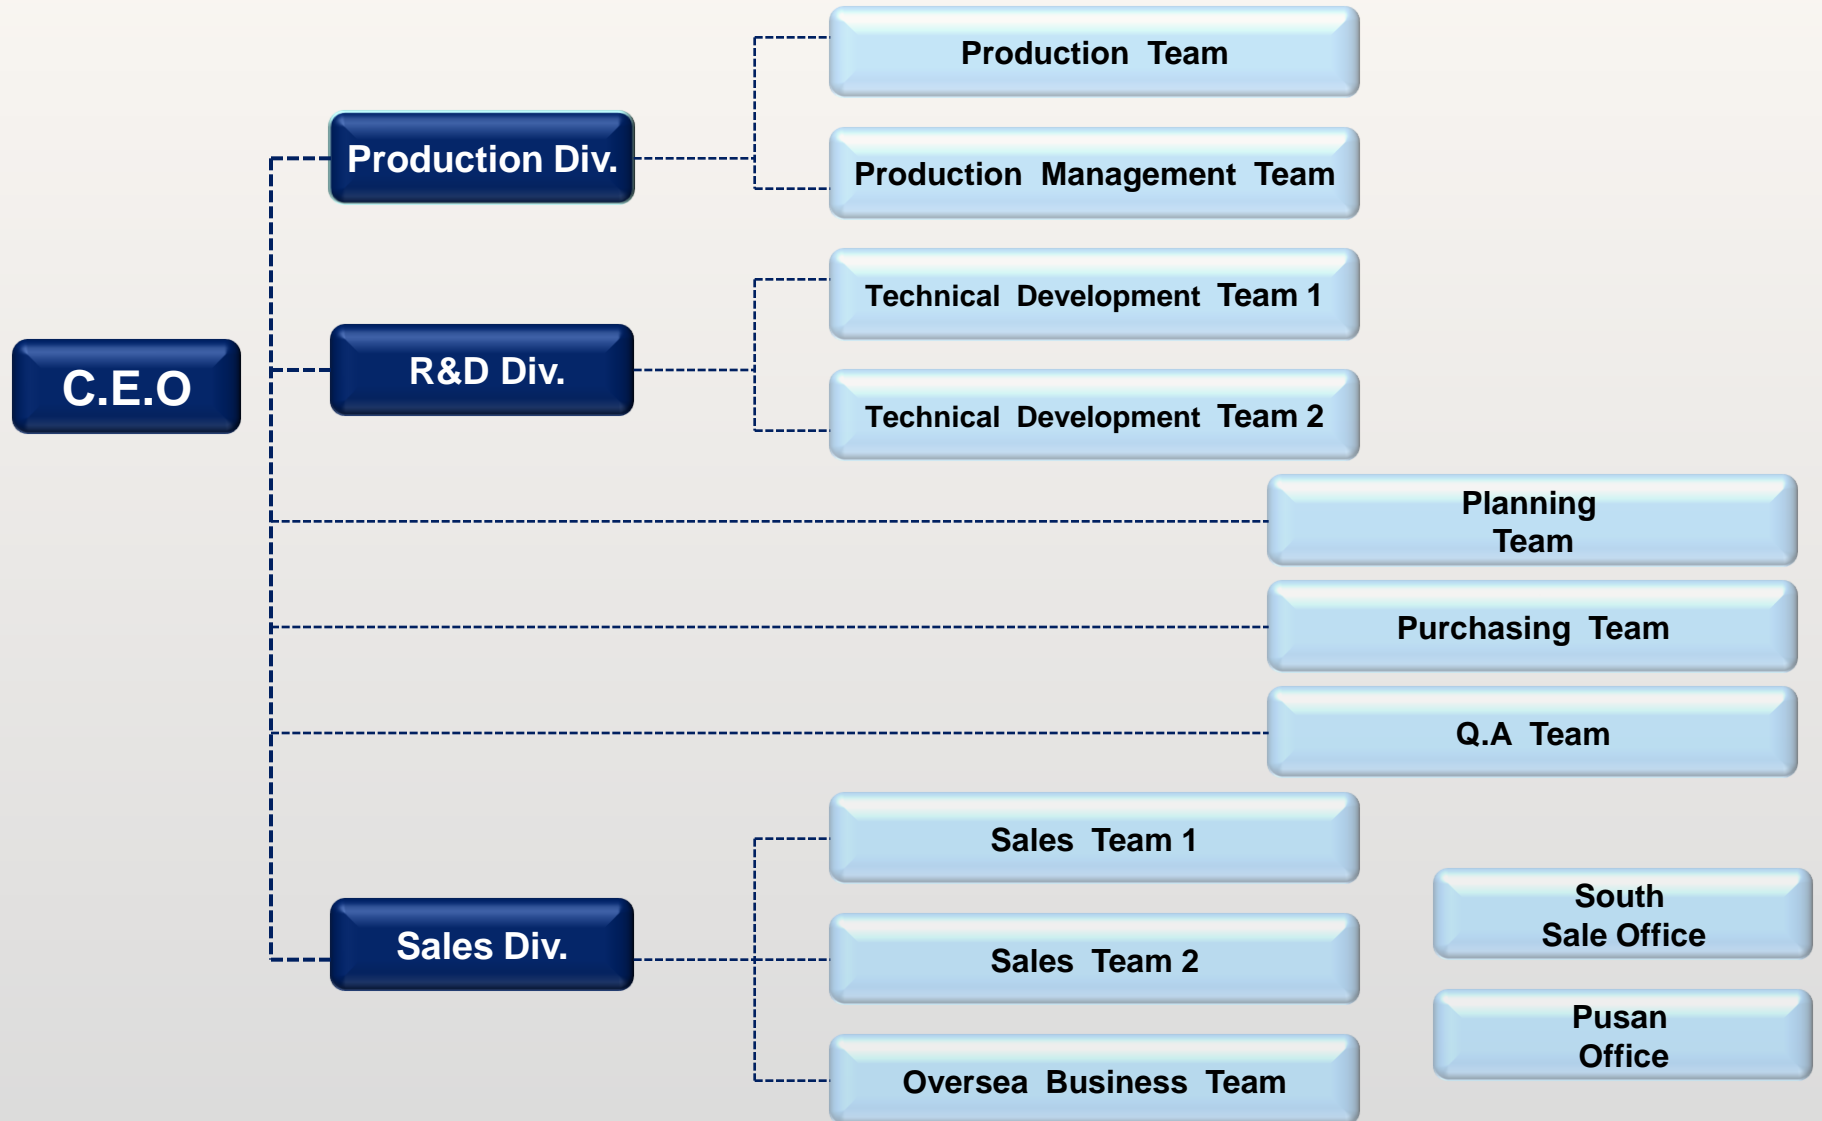 C.E.O
Production Div.
Production Team
Production Management Team
R&D Div.
Technical Development Team 1
Technical Development Team 2
Planning
Team
Purchasing Team
Q.A Team
Sales Div.
Sales Team 1
Sales Team 2
Oversea Business Team
South
Sale Office
Pusan
Office